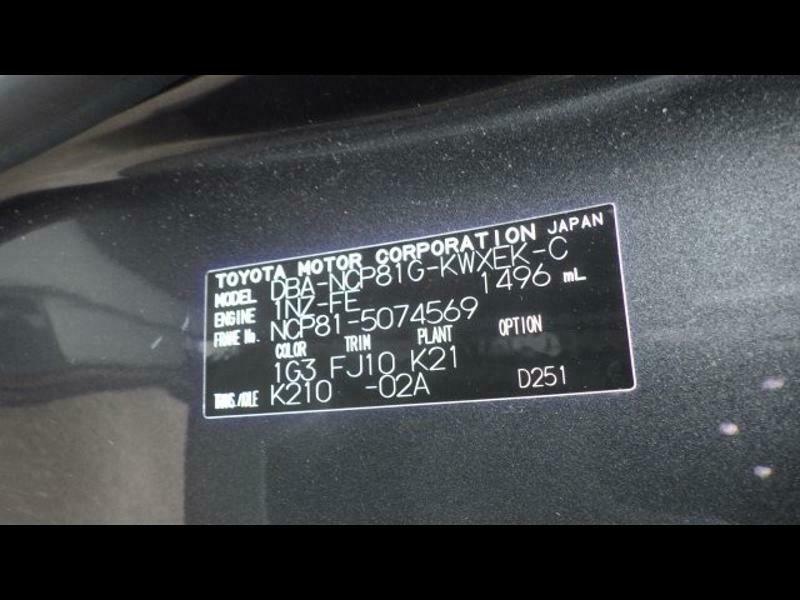 TOYOTA MOTOR CORPORATION JAPAN
MODEL DBA-NCP81G-KWXEK-C
ENGINE 1NZ-FE 1496 mL
FRAME No. NCP81-5074569
COLOR TRIM PLANT OPTION
1G3 FJ10 K21
TRANS./AXLE K210 -02A D251